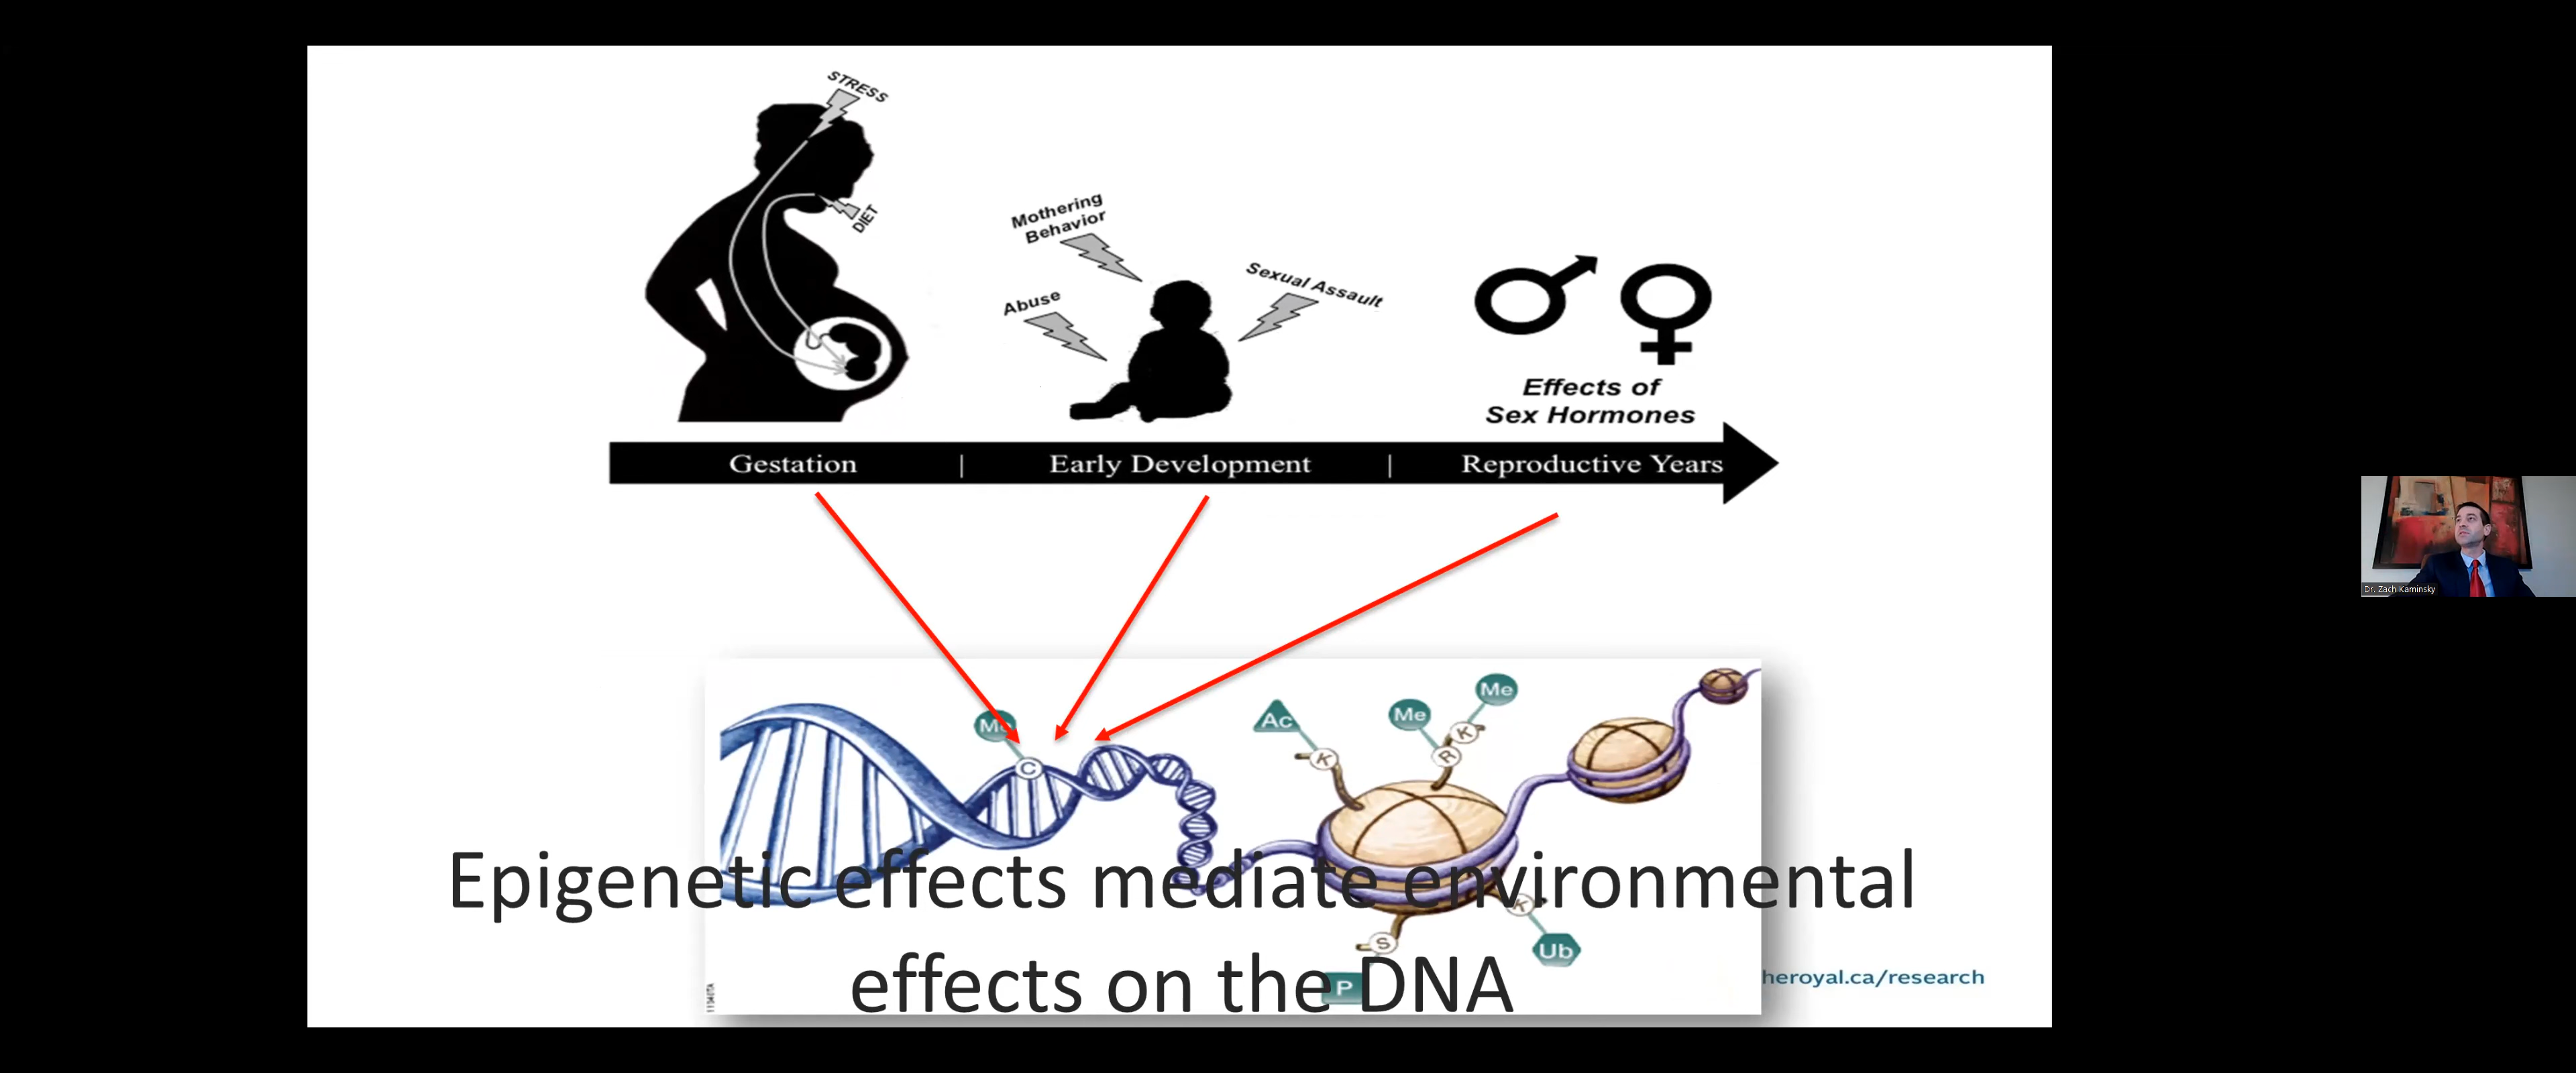 STRESS
DIET
Mothering
Behavior
Abuse
Sexual Assault
Effects of
Sex Hormones
Gestation | Early Development | Reproductive Years
Me
C
Ac
K
Me
Me
R
K
K
Ub
S
P
Epigenetic effects mediate environmental
effects on the DNA
heroyal.ca/research
Dr. Zach Kaminsky